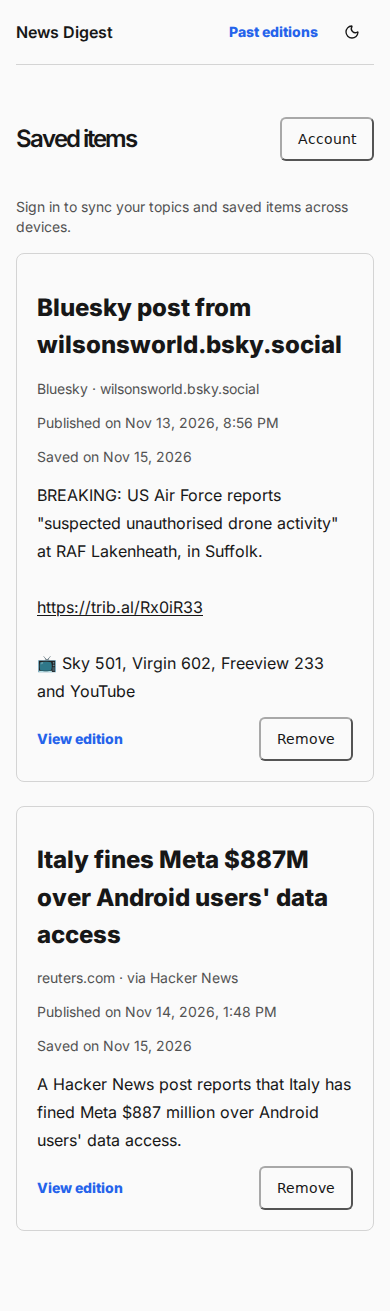 News Digest
Past editions
Saved items
Account
Sign in to sync your topics and saved items across
devices.
Bluesky post from
wilsonsworld.bsky.social
Bluesky · wilsonsworld.bsky.social
Published on Nov 13, 2026, 8:56 PM
Saved on Nov 15, 2026
BREAKING: US Air Force reports
"suspected unauthorised drone activity"
at RAF Lakenheath, in Suffolk.
https://trib.al/Rx0iR33
📺 Sky 501, Virgin 602, Freeview 233
and YouTube
View edition
Remove
Italy fines Meta $887M
over Android users' data
access
reuters.com · via Hacker News
Published on Nov 14, 2026, 1:48 PM
Saved on Nov 15, 2026
A Hacker News post reports that Italy has
fined Meta $887 million over Android
users' data access.
View edition
Remove